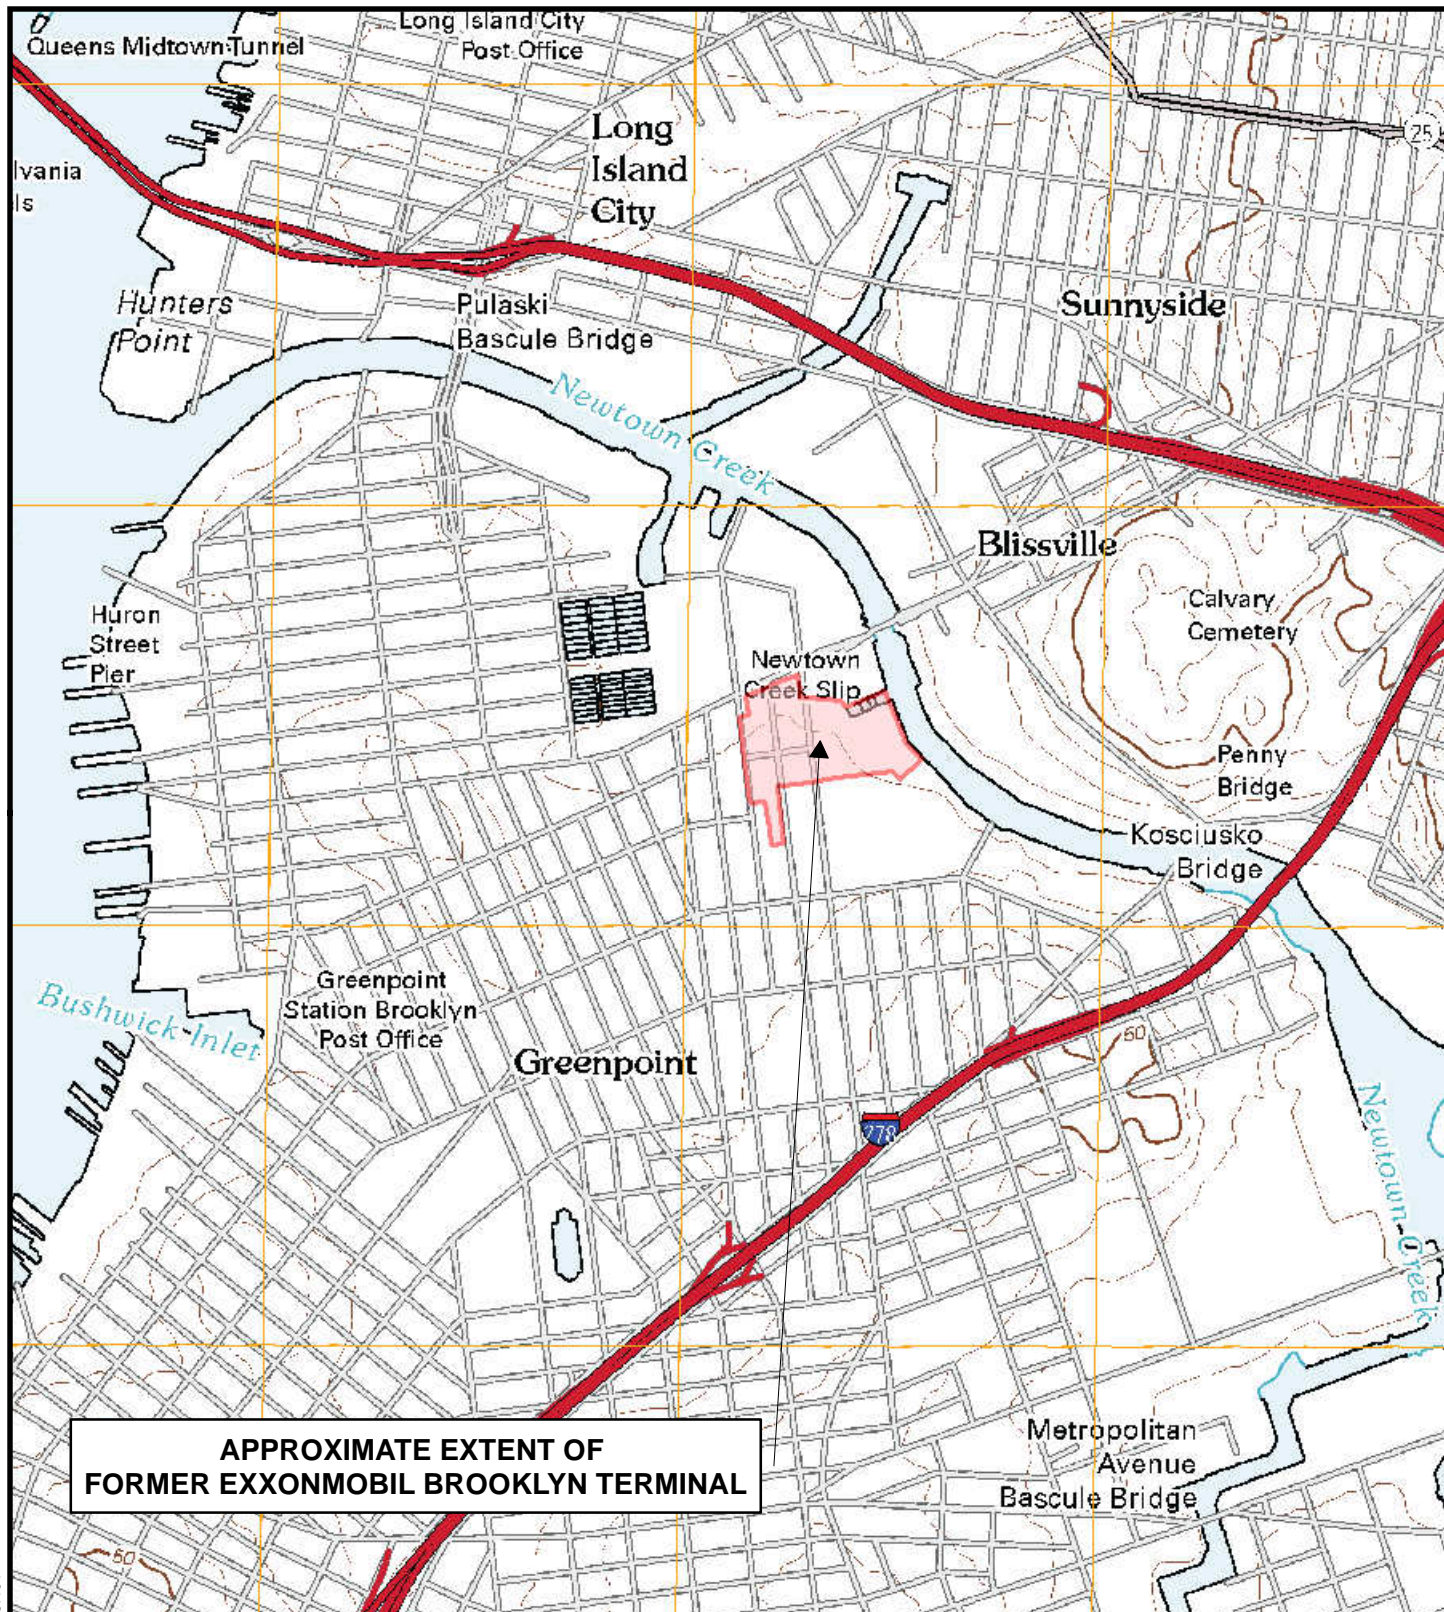 Long Island City
Post Office
Queens Midtown Tunnel
25
Long
Island
City
lvania
ls
Hunters
Point
Pulaski
Bascule Bridge
Sunnyside
Newtown Creek
Blissville
Calvary
Cemetery
Huron
Street
Pier
Newtown
Creek Slip
Penny
Bridge
Kosciusko
Bridge
Greenpoint
Station Brooklyn
Post Office
Bushwick Inlet
Greenpoint
60
278
Newtown Creek
APPROXIMATE EXTENT OF
FORMER EXXONMOBIL BROOKLYN TERMINAL
Metropolitan
Avenue
Bascule Bridge
50